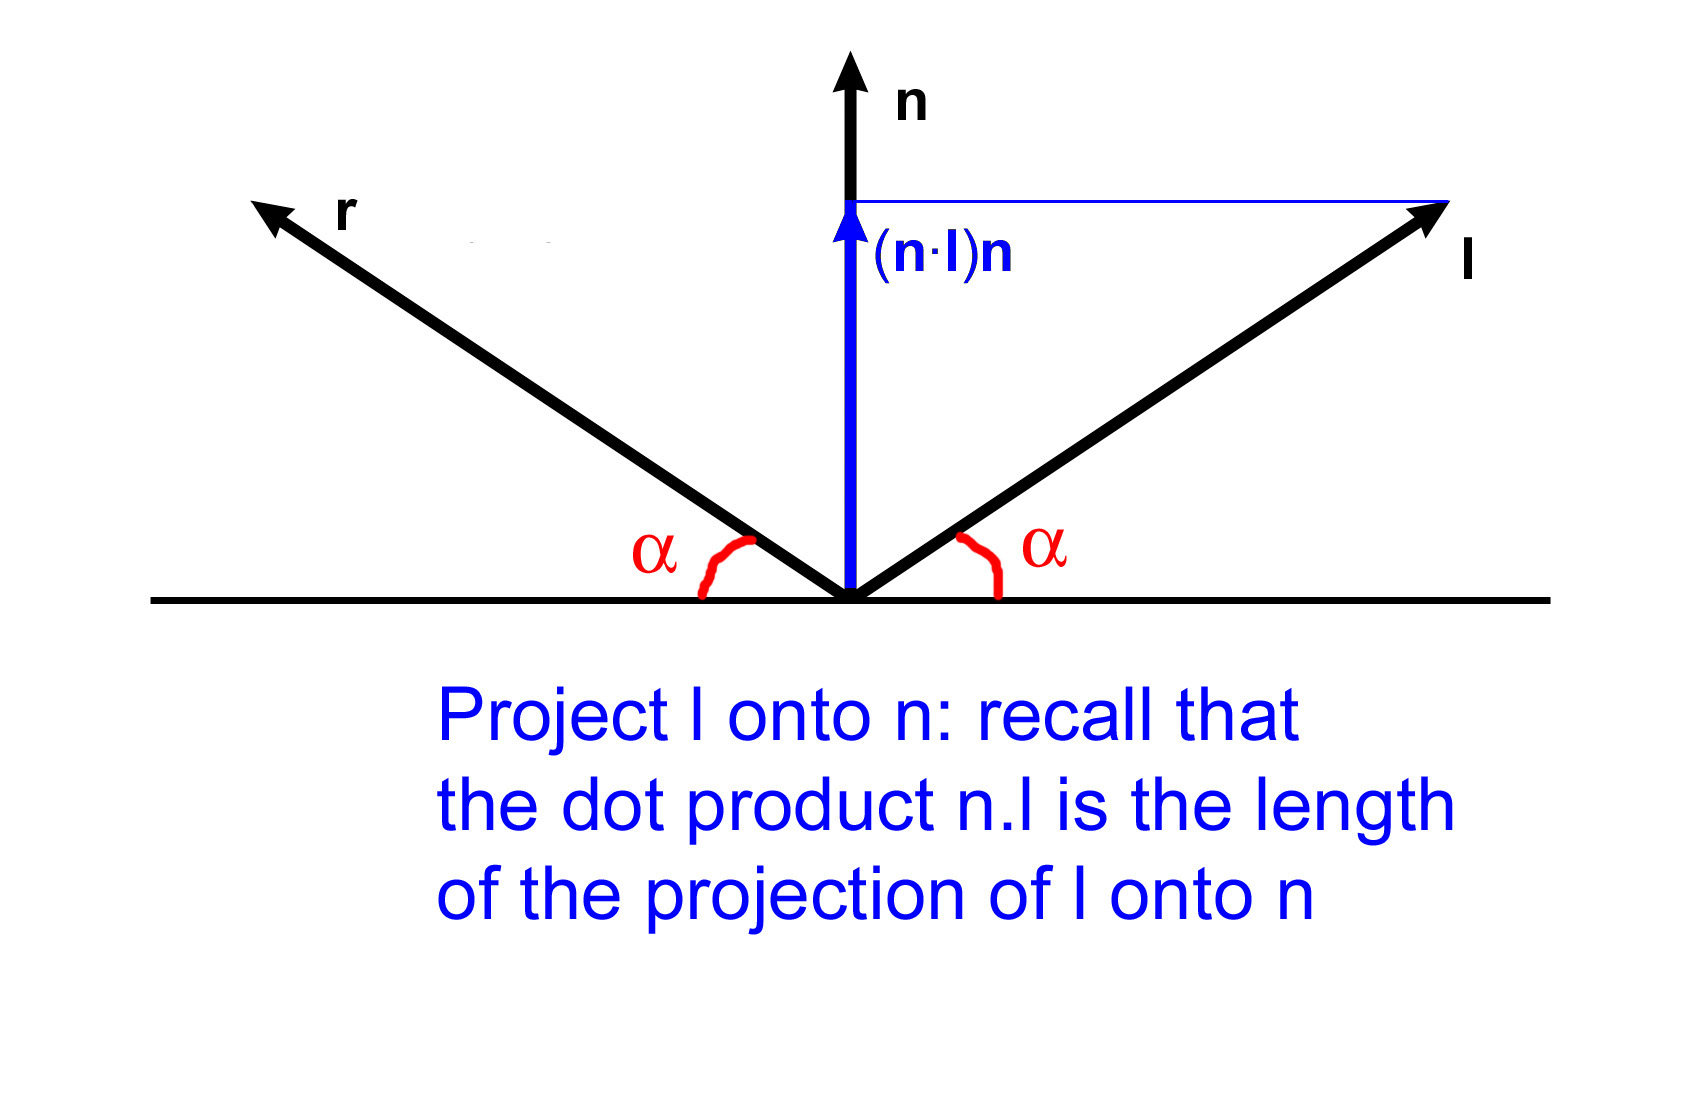 n
r
(n·l)n
l
α
α
Project l onto n: recall that
the dot product n.l is the length
of the projection of l onto n